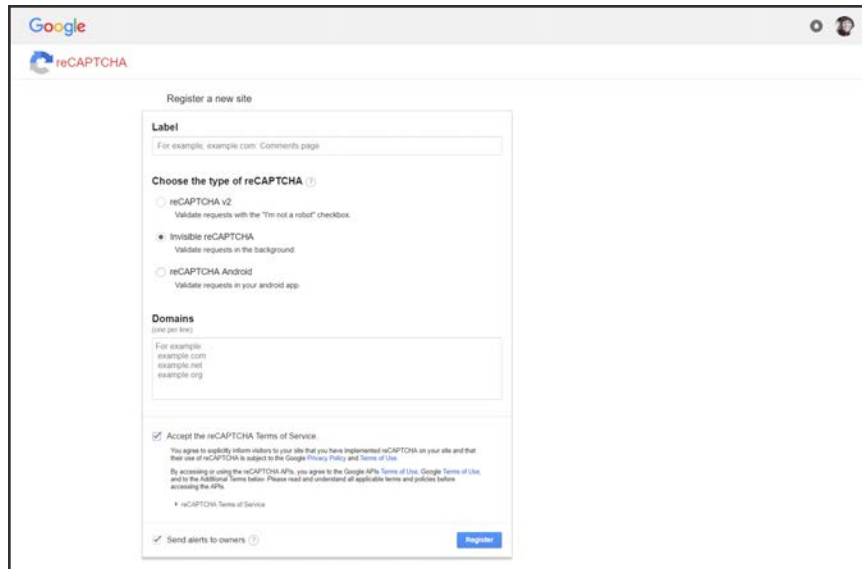 Google
reCAPTCHA
Register a new site
Label
For example, example.com: Comments page
Choose the type of reCAPTCHA ?
reCAPTCHA v2
Validate requests with the "I'm not a robot" checkbox.
Invisible reCAPTCHA
Validate requests in the background
reCAPTCHA Android
Validate requests in your android app.
Domains
(one per line)
For example
example.com
example.net
example.org
Accept the reCAPTCHA Terms of Service.
You agree to explicitly inform visitors to your site that you have implemented reCAPTCHA on your site and that
their use of reCAPTCHA is subject to the Google Privacy Policy and Terms of Use.
By accessing or using the reCAPTCHA APIs, you agree to the Google APIs Terms of Use, Google Terms of Use,
and to the Additional Terms below. Please read and understand all applicable terms and policies before
accessing the APIs.
reCAPTCHA Terms of Service
Send alerts to owners ?
Register